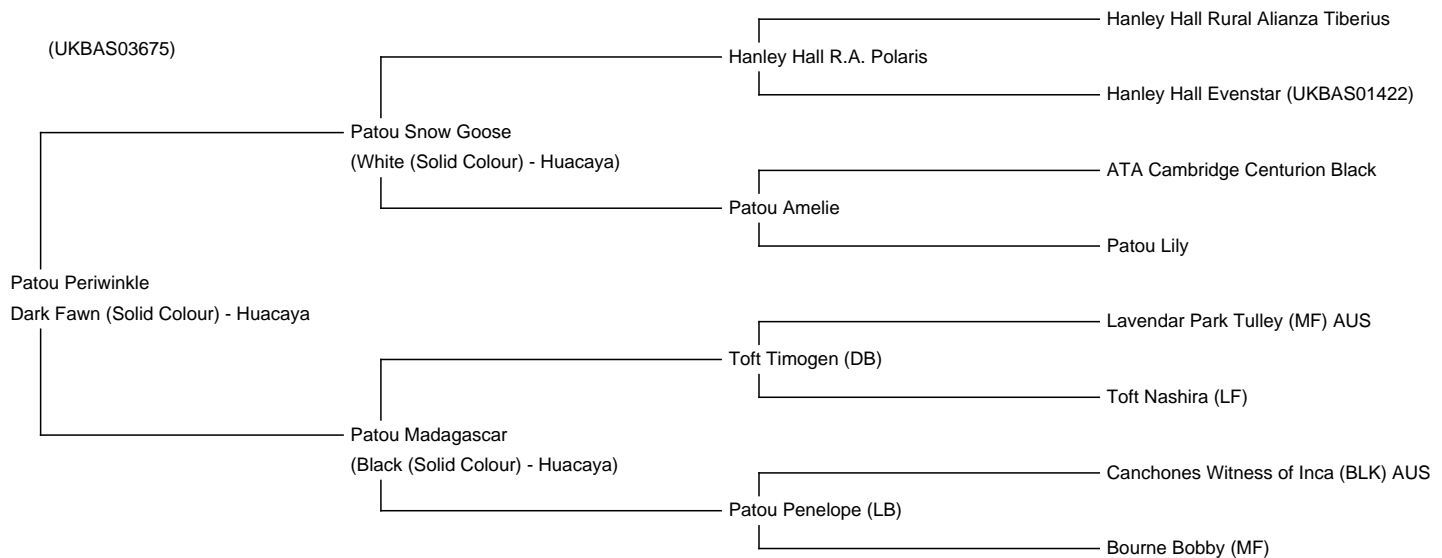 Hanley Hall Rural Alianza Tiberius
(UKBAS03675)
Hanley Hall R.A. Polaris
Hanley Hall Evenstar (UKBAS01422)
Patou Snow Goose
(White (Solid Colour) - Huacaya)
ATA Cambridge Centurion Black
Patou Amelie
Patou Lily
Patou Periwinkle
Dark Fawn (Solid Colour) - Huacaya
Lavendar Park Tulley (MF) AUS
Toft Timogen (DB)
Toft Nashira (LF)
Patou Madagascar
(Black (Solid Colour) - Huacaya)
Canchones Witness of Inca (BLK) AUS
Patou Penelope (LB)
Bourne Bobby (MF)